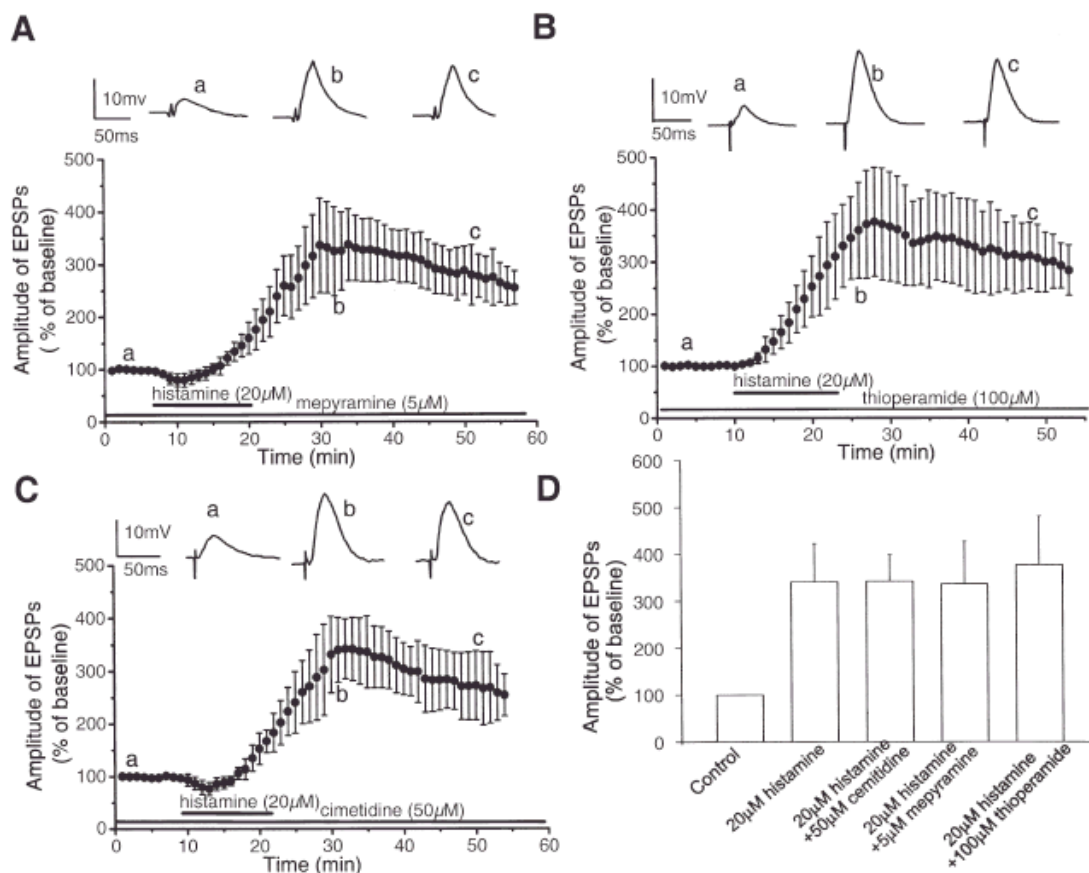 A
a
b
c
10mv
50ms
500
400
300
200
100
0
Amplitude of EPSPs
( % of baseline)
a
b
c
histamine (20µM)
mepyramine (5µM)
0 10 20 30 40 50 60
Time (min)
B
a
b
c
10mV
50ms
500
400
300
200
100
0
Amplitude of EPSPs
(% of baseline)
a
b
c
histamine (20µM)
thioperamide (100µM)
0 10 20 30 40 50
Time (min)
C
a
b
c
10mV
50ms
500
400
300
200
100
0
Amplitude of EPSPs
(% of baseline)
a
b
c
histamine (20µM)
cimetidine (50µM)
0 10 20 30 40 50 60
Time (min)
D
600
500
400
300
200
100
0
Amplitude of EPSPs
(% of baseline)
Control
20µM histamine
20µM histamine
+50µM cemitidine
20µM histamine
+5µM mepyramine
20µM histamine
+100µM thioperamide